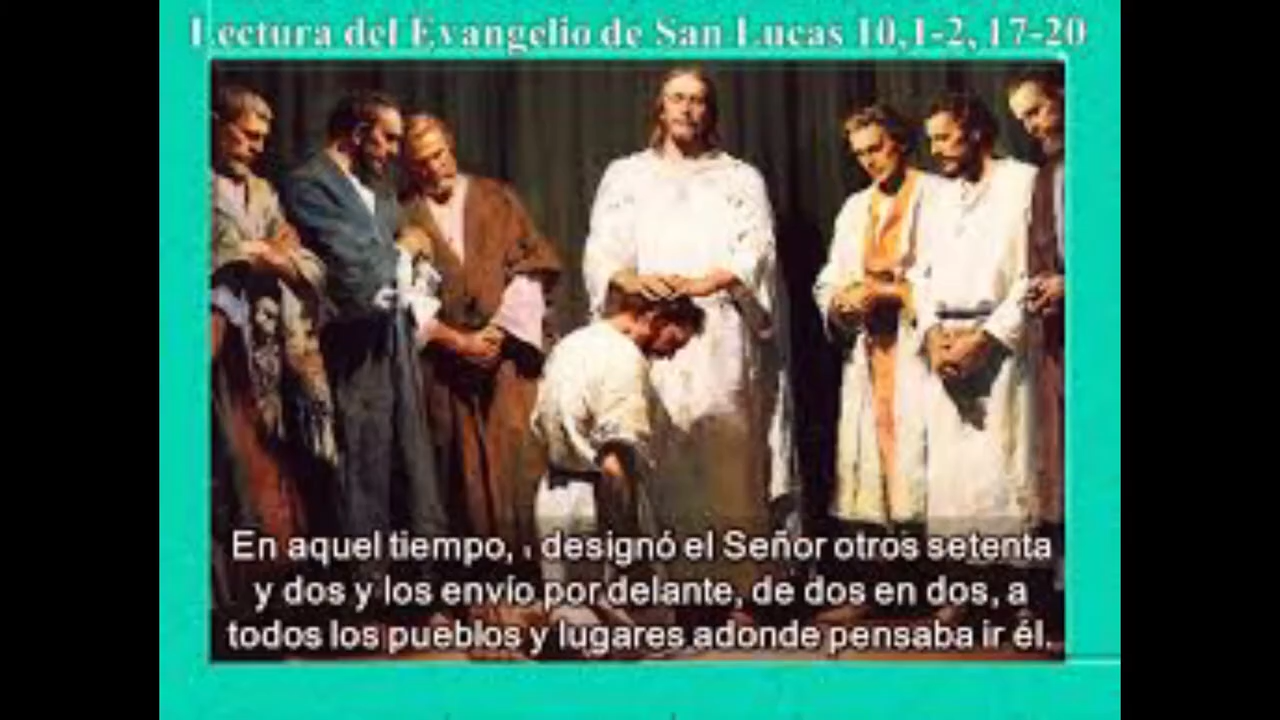 Lectura del Evangelio de San Lucas 10,1-2, 17-20
En aquel tiempo, , designó el Señor otros setenta
y dos y los envío por delante, de dos en dos, a
todos los pueblos y lugares adonde pensaba ir él.